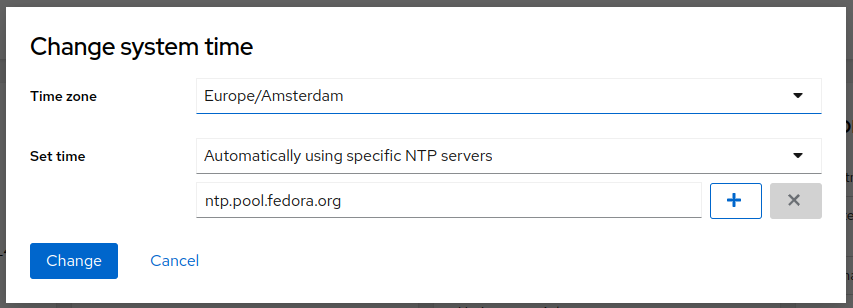 Change system time
Time zone
Europe/Amsterdam
Set time
Automatically using specific NTP servers
ntp.pool.fedora.org
Change
Cancel